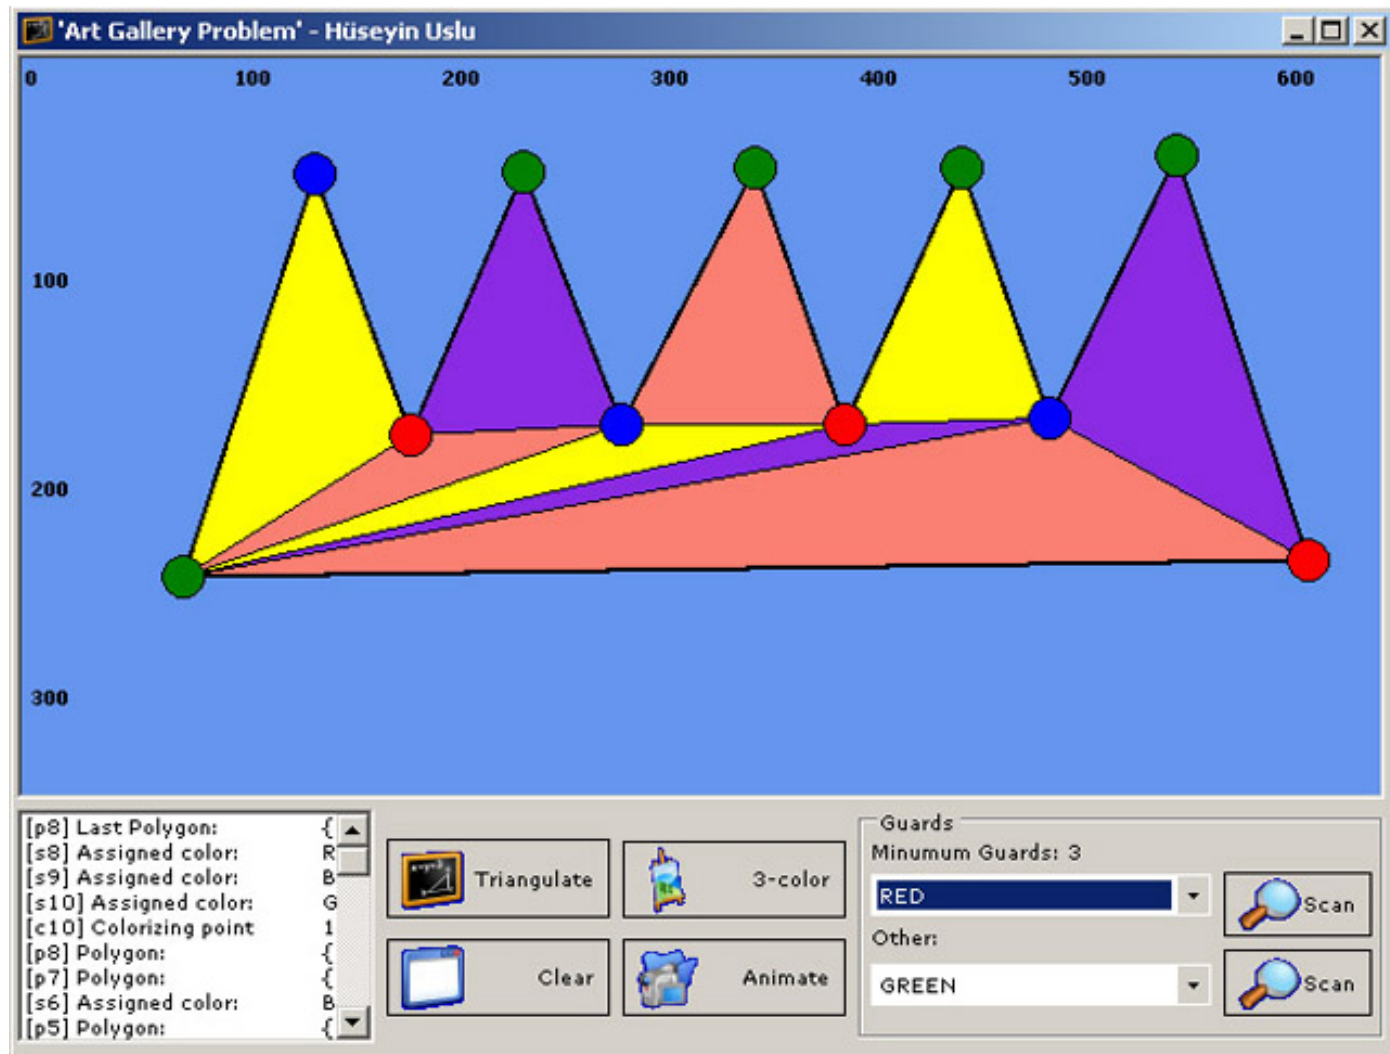 'Art Gallery Problem' - Hüseyin Uslu
0 100 200 300 400 500 600
100
200
300
[p8] Last Polygon: {
[s8] Assigned color: R
[s9] Assigned color: B
[s10] Assigned color: G
[c10] Colorizing point 1
[p8] Polygon: {
[p7] Polygon: {
[s6] Assigned color: B
[p5] Polygon: {
Triangulate
3-color
Clear
Animate
Guards
Minumum Guards: 3
RED
Scan
Other:
GREEN
Scan